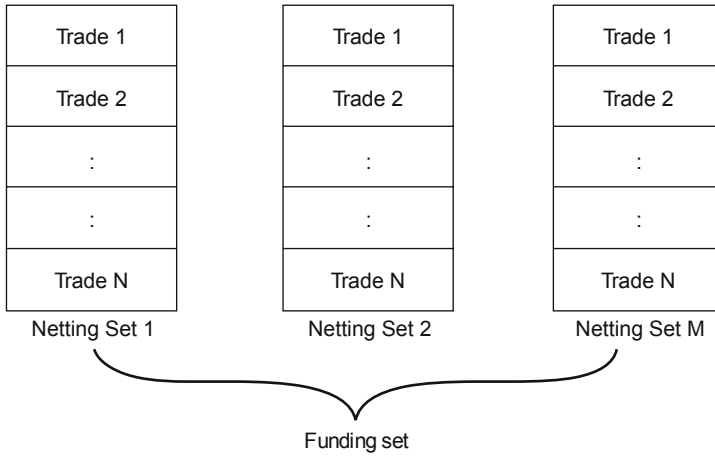 Trade 1 Trade 1 Trade 1
Trade 2 Trade 2 Trade 2
: : :
: : :
Trade N Trade N Trade N
Netting Set 1 Netting Set 2 Netting Set M
Funding set